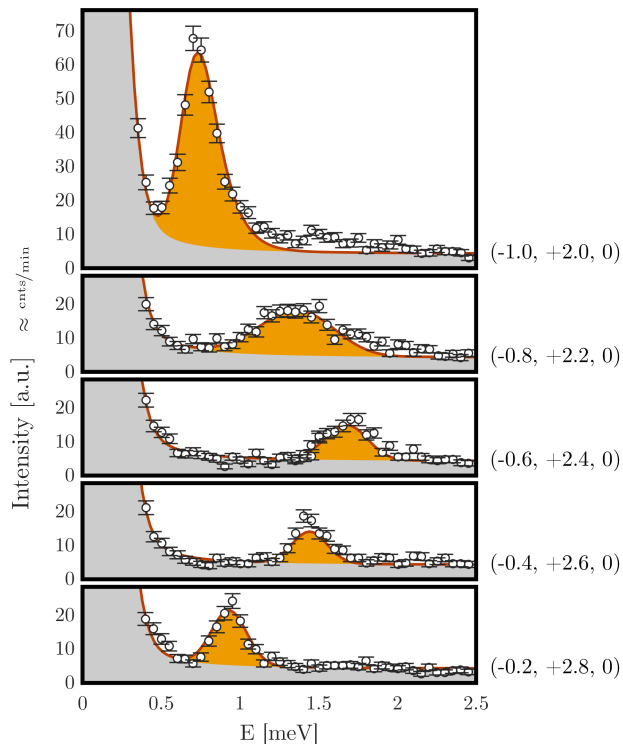 70
60
50
40
30
20
10
0
(-1.0, +2.0, 0)
20
10
0
(-0.8, +2.2, 0)
20
10
0
(-0.6, +2.4, 0)
20
10
0
(-0.4, +2.6, 0)
20
10
0
(-0.2, +2.8, 0)
Intensity [a.u.] ≈ cnts/min
0 0.5 1 1.5 2 2.5
E [meV]